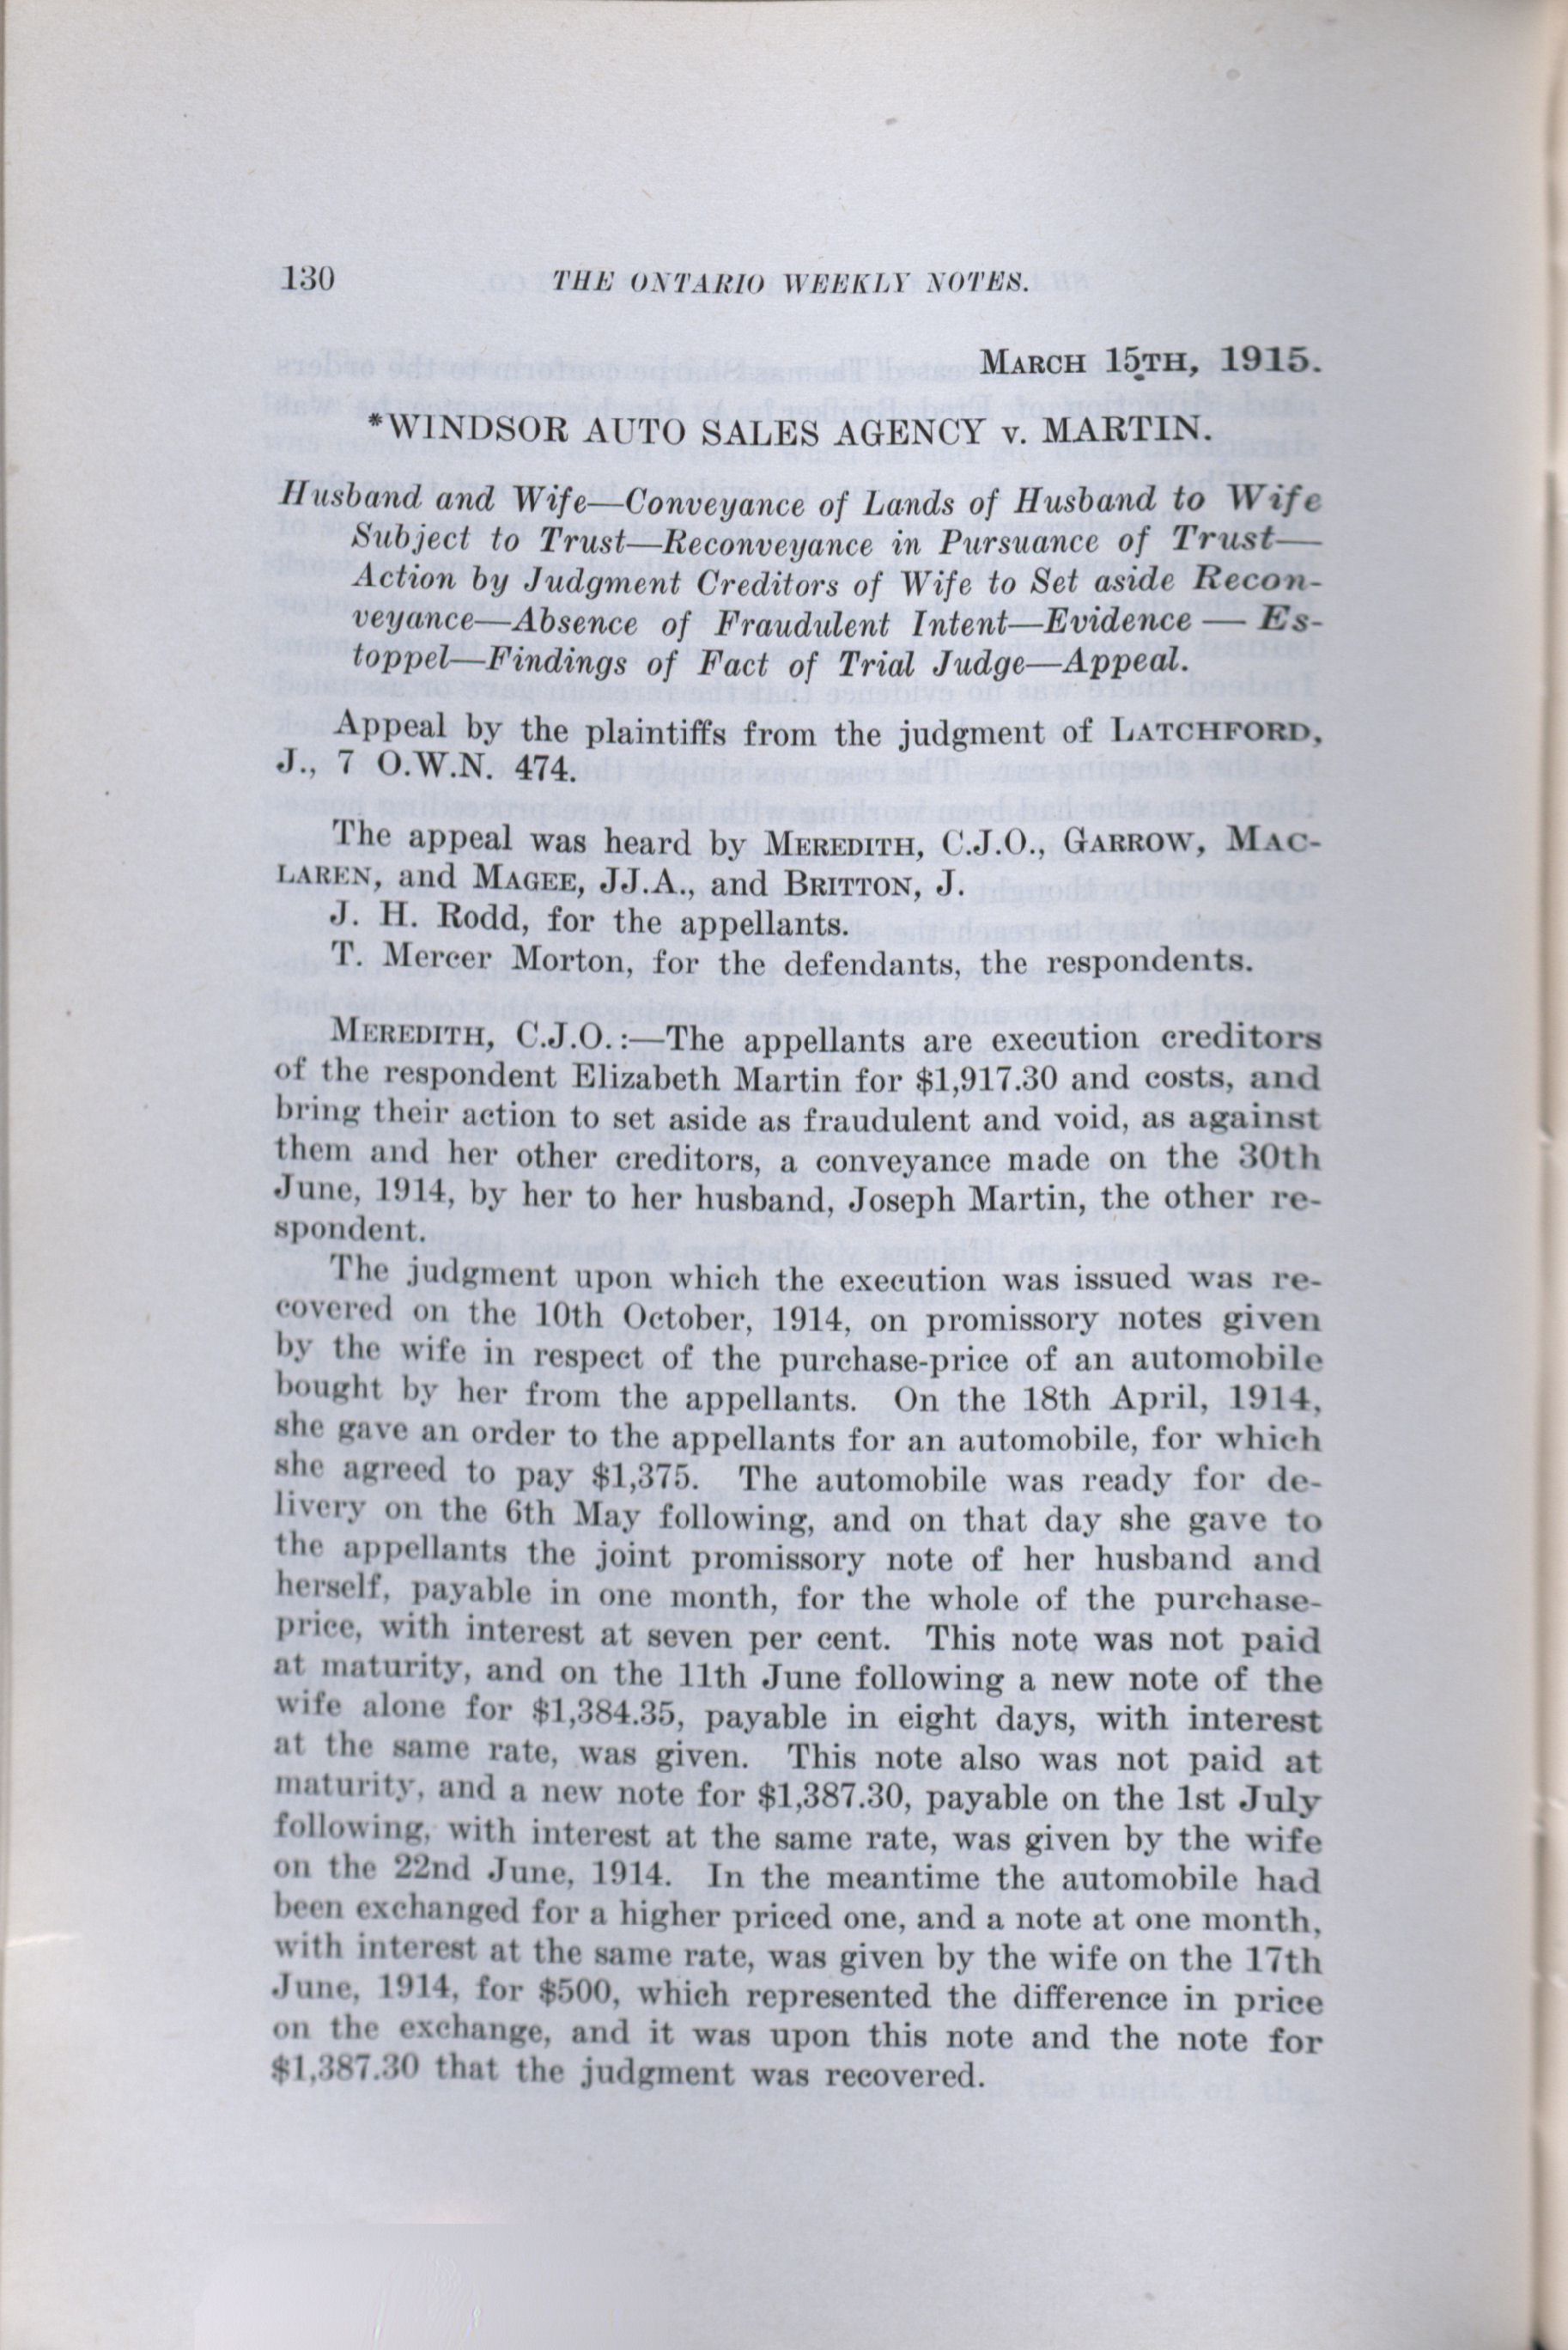 130 THE ONTARIO WEEKLY NOTES.
MARCH 15TH, 1915.
*WINDSOR AUTO SALES AGENCY v. MARTIN.
Husband and Wife—Conveyance of Lands of Husband to Wife
Subject to Trust—Reconveyance in Pursuance of Trust—
Action by Judgment Creditors of Wife to Set aside Recon-
veyance—Absence of Fraudulent Intent—Evidence — Es-
toppel—Findings of Fact of Trial Judge—Appeal.
Appeal by the plaintiffs from the judgment of LATCHFORD,
J., 7 O.W.N. 474.
The appeal was heard by MEREDITH, C.J.O., GARROW, MAC-
LAREN, and MAGEE, JJ.A., and BRITTON, J.
J. H. Rodd, for the appellants.
T. Mercer Morton, for the defendants, the respondents.
MEREDITH, C.J.O.:—The appellants are execution creditors
of the respondent Elizabeth Martin for $1,917.30 and costs, and
bring their action to set aside as fraudulent and void, as against
them and her other creditors, a conveyance made on the 30th
June, 1914, by her to her husband, Joseph Martin, the other re-
spondent.
The judgment upon which the execution was issued was re-
covered on the 10th October, 1914, on promissory notes given
by the wife in respect of the purchase-price of an automobile
bought by her from the appellants. On the 18th April, 1914,
she gave an order to the appellants for an automobile, for which
she agreed to pay $1,375. The automobile was ready for de-
livery on the 6th May following, and on that day she gave to
the appellants the joint promissory note of her husband and
herself, payable in one month, for the whole of the purchase-
price, with interest at seven per cent. This note was not paid
at maturity, and on the 11th June following a new note of the
wife alone for $1,384.35, payable in eight days, with interest
at the same rate, was given. This note also was not paid at
maturity, and a new note for $1,387.30, payable on the 1st July
following, with interest at the same rate, was given by the wife
on the 22nd June, 1914. In the meantime the automobile had
been exchanged for a higher priced one, and a note at one month,
with interest at the same rate, was given by the wife on the 17th
June, 1914, for $500, which represented the difference in price
on the exchange, and it was upon this note and the note for
$1,387.30 that the judgment was recovered.